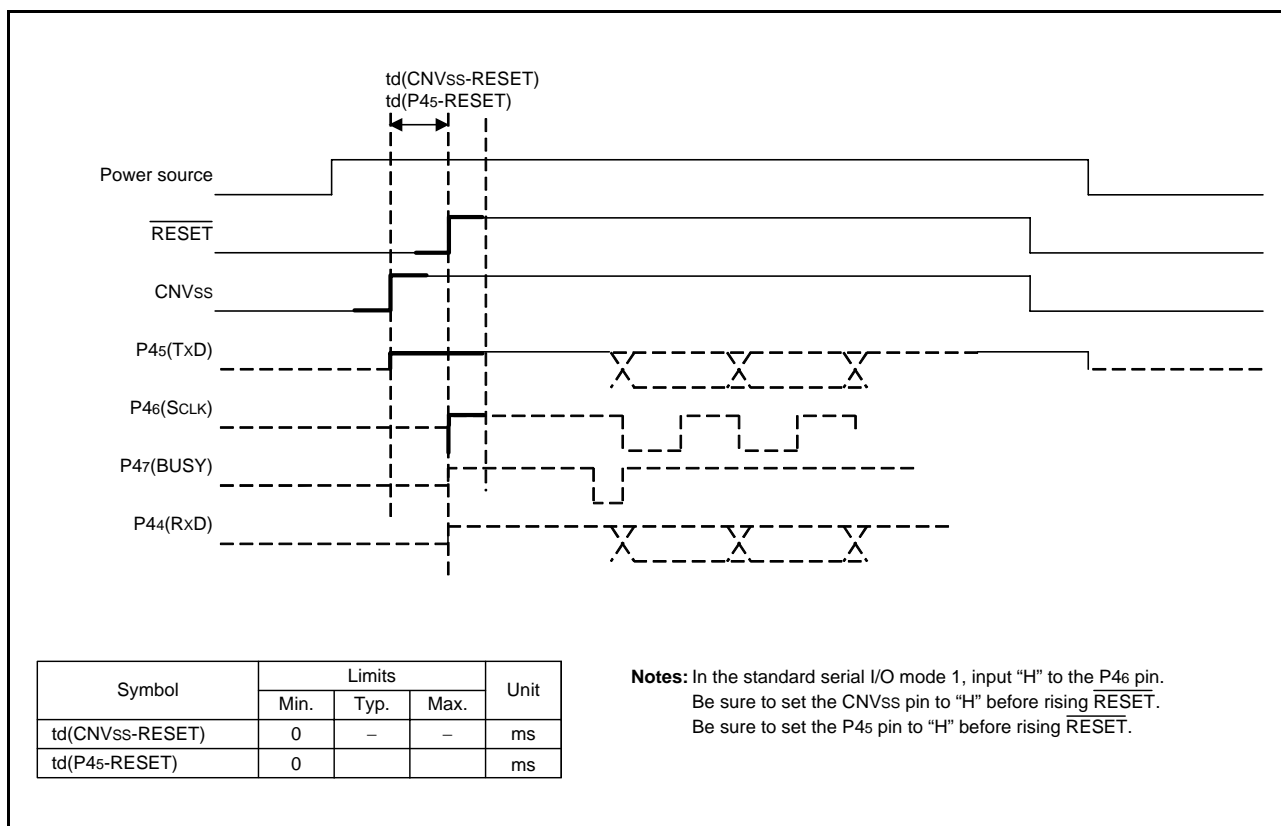 td(CNVss-RESET)
td(P45-RESET)
Power source
RESET
CNVss
P45(TxD)
P46(SCLK)
P47(BUSY)
P44(RxD)
Symbol Limits Unit
Min. Typ. Max.
td(CNVss-RESET) 0 – – ms
td(P45-RESET) 0 ms
Notes: In the standard serial I/O mode 1, input “H” to the P46 pin.
Be sure to set the CNVss pin to “H” before rising RESET.
Be sure to set the P45 pin to “H” before rising RESET.